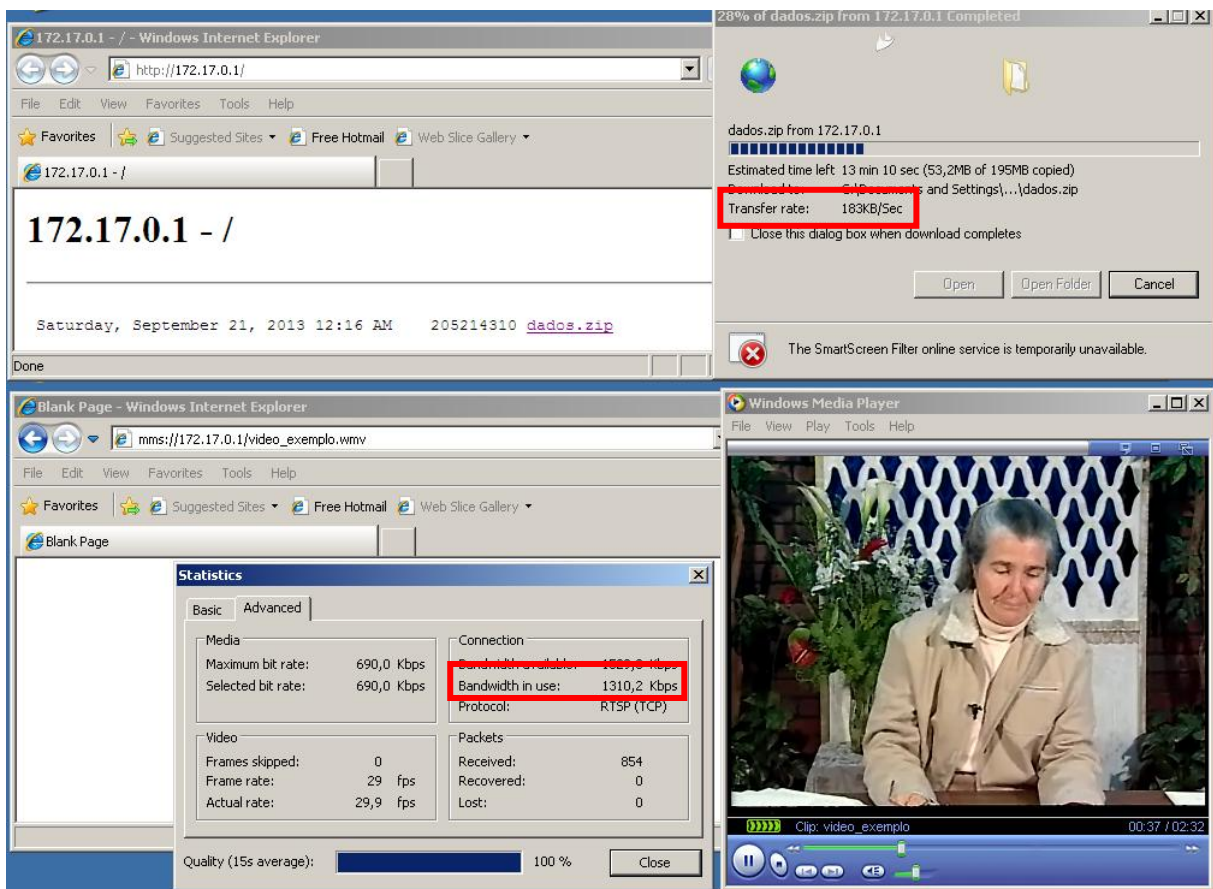 172.17.0.1 - / - Windows Internet Explorer
http://172.17.0.1/
File Edit View Favorites Tools Help
Favorites Suggested Sites Free Hotmail Web Slice Gallery
172.17.0.1 - /
172.17.0.1 - /
Saturday, September 21, 2013 12:16 AM 205214310 dados.zip
Done
28% of dados.zip from 172.17.0.1 Completed
dados.zip from 172.17.0.1
Estimated time left 13 min 10 sec (53,2MB of 195MB copied)
Download to: C:\Documents and Settings\...\dados.zip
Transfer rate: 183KB/Sec
Close this dialog box when download completes
Open Open Folder Cancel
The SmartScreen Filter online service is temporarily unavailable.
Blank Page - Windows Internet Explorer
mms://172.17.0.1/video_exemplo.wmv
File Edit View Favorites Tools Help
Favorites Suggested Sites Free Hotmail Web Slice Gallery
Blank Page
Statistics
Basic Advanced
Media
Maximum bit rate: 690,0 Kbps
Selected bit rate: 690,0 Kbps
Connection
Bandwidth available: Kbps
Bandwidth in use: 1310,2 Kbps
Protocol: RTSP (TCP)
Video
Frames skipped: 0
Frame rate: 29 fps
Actual rate: 29,9 fps
Packets
Received: 854
Recovered: 0
Lost: 0
Quality (15s average): 100 % Close
Windows Media Player
File View Play Tools Help
Clip: video_exemplo 00:37 / 02:32